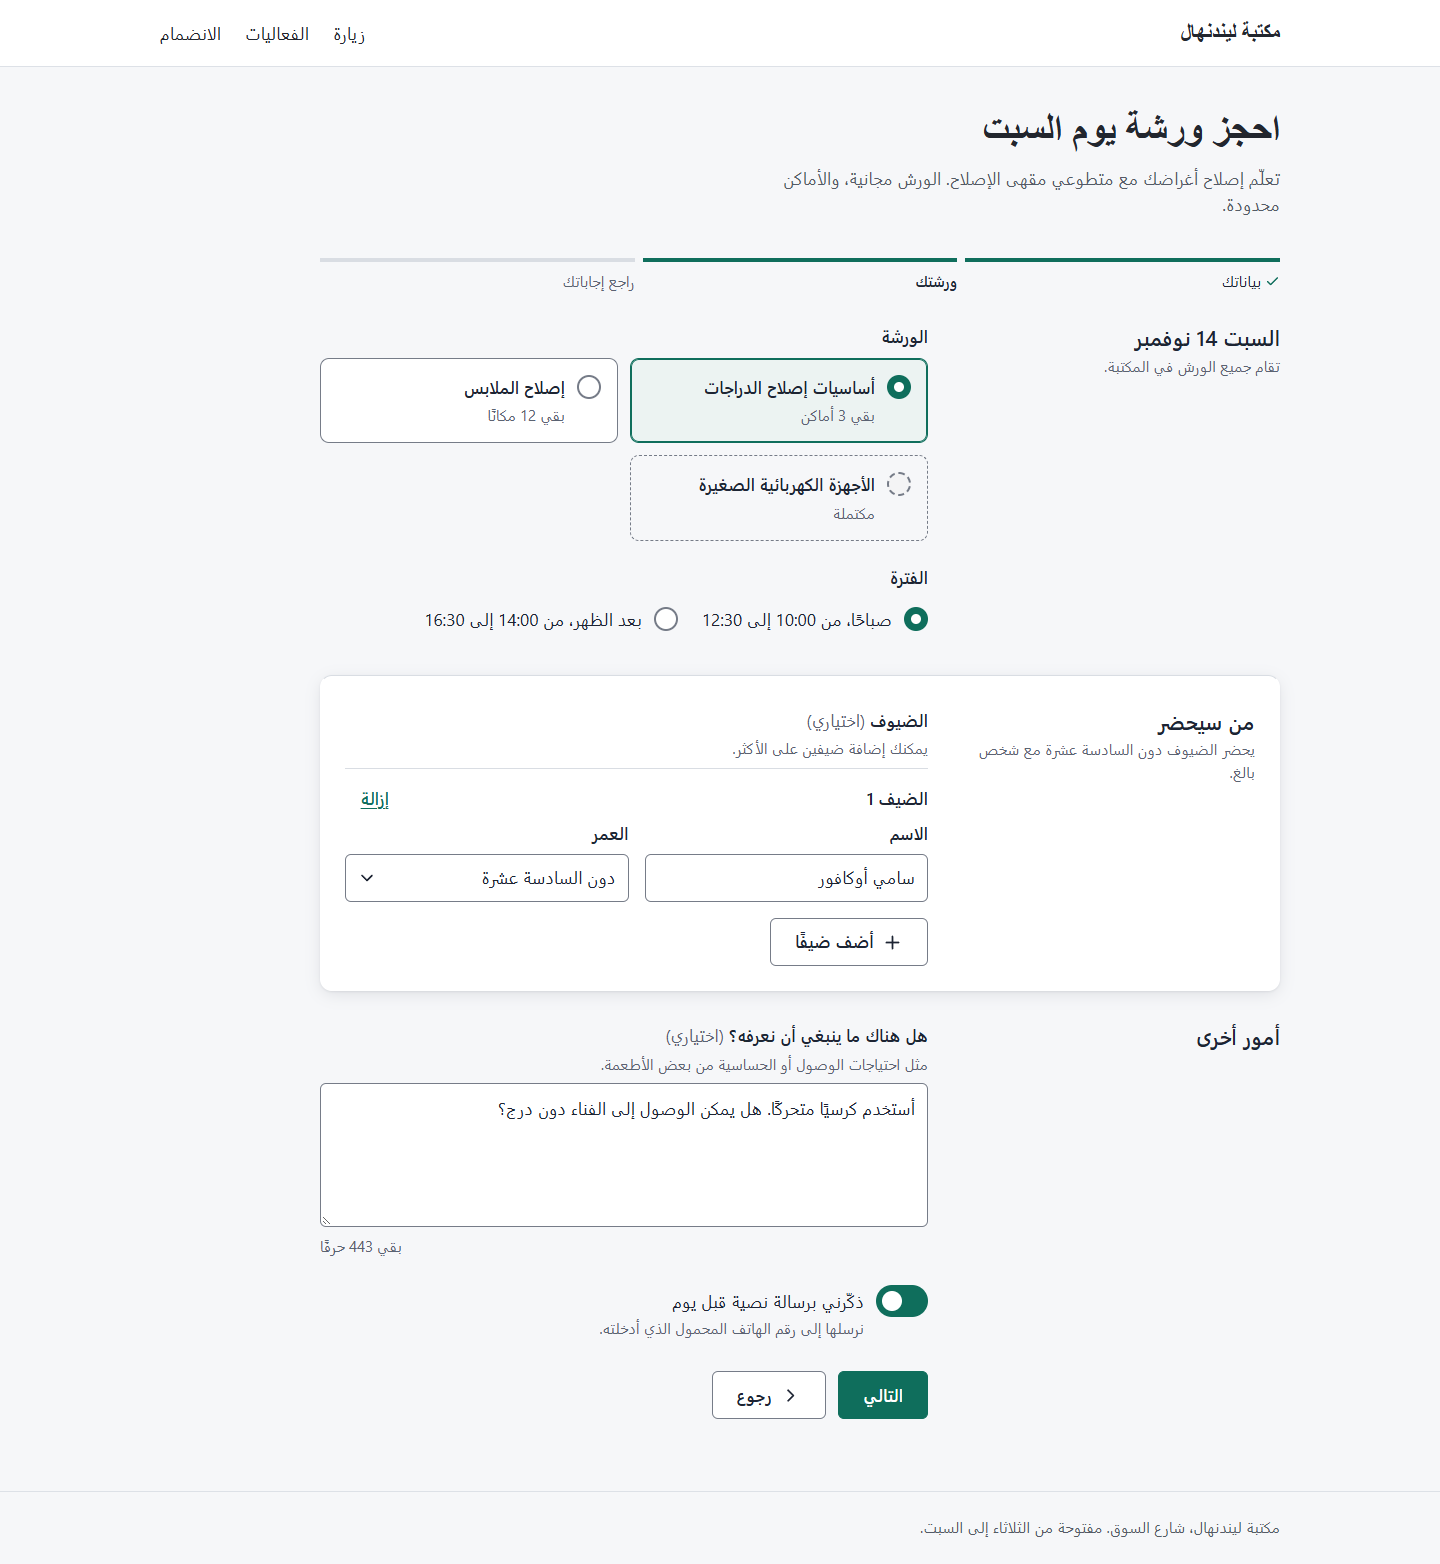 مكتبة ليندنهال
زيارة
الفعاليات
الانضمام
احجز ورشة يوم السبت
تعلّم إصلاح أغراضك مع متطوعي مقهى الإصلاح. الورش مجانية، والأماكن
محدودة.
بياناتك
ورشتك
راجع إجاباتك
السبت 14 نوفمبر
تقام جميع الورش في المكتبة.
الورشة
أساسيات إصلاح الدراجات
بقي 3 أماكن
إصلاح الملابس
بقي 12 مكانًا
الأجهزة الكهربائية الصغيرة
مكتملة
الفترة
صباحًا، من 10:00 إلى 12:30
بعد الظهر، من 14:00 إلى 16:30
من سيحضر
يحضر الضيوف دون السادسة عشرة مع شخص
بالغ.
الضيوف (اختياري)
يمكنك إضافة ضيفين على الأكثر.
الضيف 1
إزالة
الاسم
العمر
سامي أوكافور
دون السادسة عشرة
أضف ضيفًا
أمور أخرى
هل هناك ما ينبغي أن نعرفه؟ (اختياري)
مثل احتياجات الوصول أو الحساسية من بعض الأطعمة.
أستخدم كرسيًا متحركًا. هل يمكن الوصول إلى الفناء دون درج؟
بقي 443 حرفًا
ذكّرني برسالة نصية قبل يوم
نرسلها إلى رقم الهاتف المحمول الذي أدخلته.
التالي
رجوع
مكتبة ليندنهال، شارع السوق. مفتوحة من الثلاثاء إلى السبت.